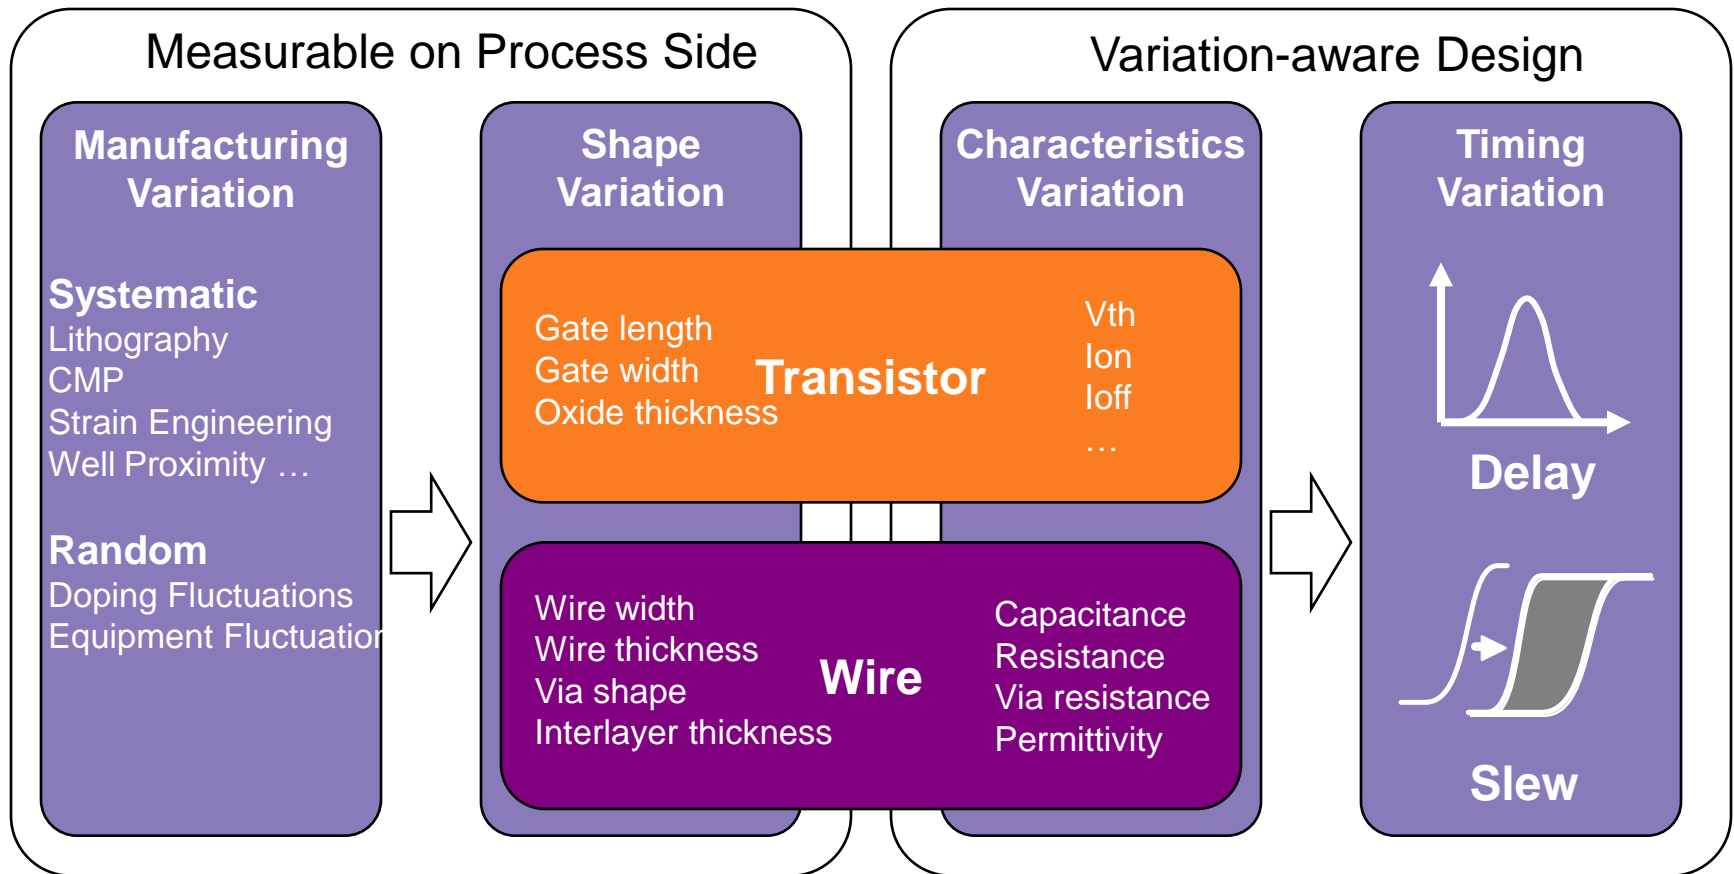 Measurable on Process Side
Variation-aware Design
Manufacturing
Variation
Systematic
Lithography
CMP
Strain Engineering
Well Proximity …
Random
Doping Fluctuations
Equipment Fluctuation
Shape
Variation
Characteristics
Variation
Gate length
Gate width
Oxide thickness
Transistor
Vth
Ion
Ioff
…
Wire width
Wire thickness
Via shape
Interlayer thickness
Wire
Capacitance
Resistance
Via resistance
Permittivity
Timing
Variation
Delay
Slew